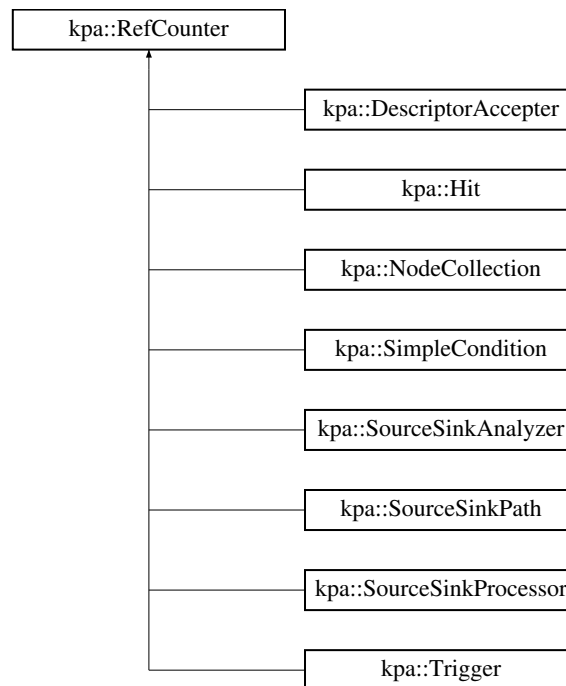 kpa::RefCounter
kpa::DescriptorAccepter
kpa::Hit
kpa::NodeCollection
kpa::SimpleCondition
kpa::SourceSinkAnalyzer
kpa::SourceSinkPath
kpa::SourceSinkProcessor
kpa::Trigger